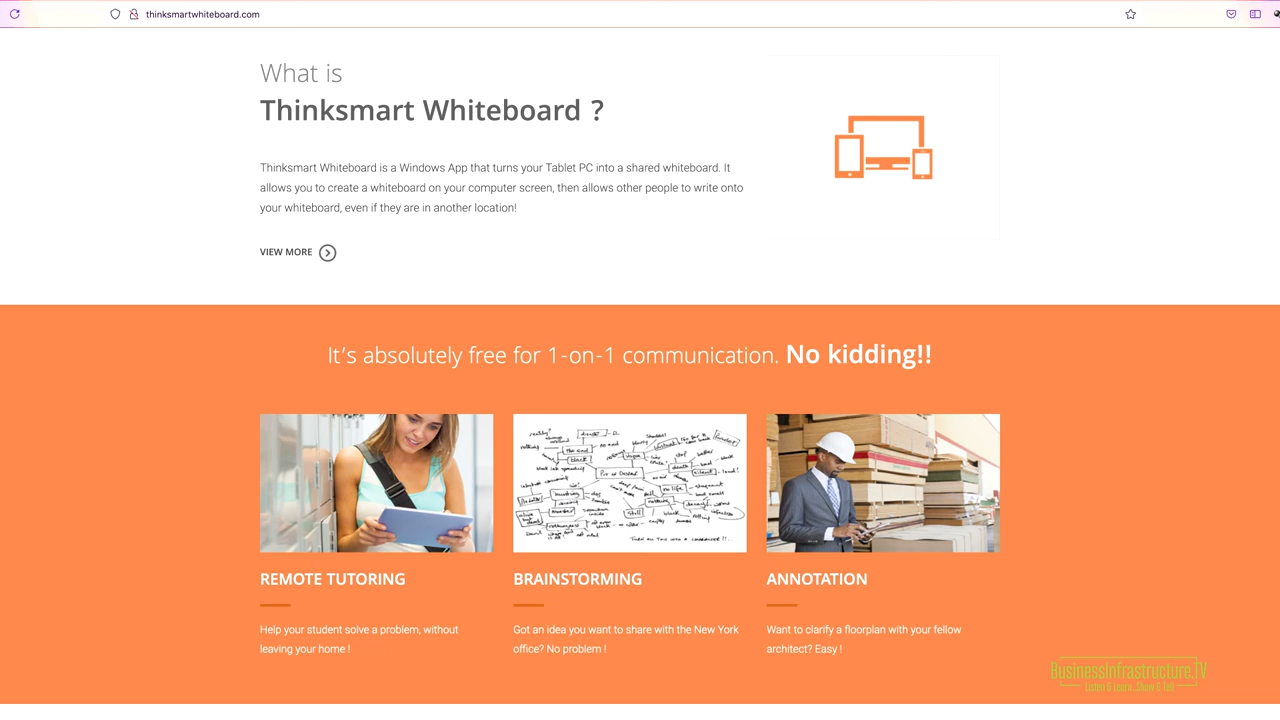 thinksmartwhiteboard.com
What is
Thinksmart Whiteboard ?
Thinksmart Whiteboard is a Windows App that turns your Tablet PC into a shared whiteboard. It
allows you to create a whiteboard on your computer screen, then allows other people to write onto
your whiteboard, even if they are in another location!
VIEW MORE
It's absolutely free for 1-on-1 communication. No kidding!!
REMOTE TUTORING
BRAINSTORMING
ANNOTATION
Help your student solve a problem, without
leaving your home !
Got an idea you want to share with the New York
office? No problem !
Want to clarify a floorplan with your fellow
architect? Easy !
BusinessInfrastructure.TV
Listen & Learn. Show & Tell